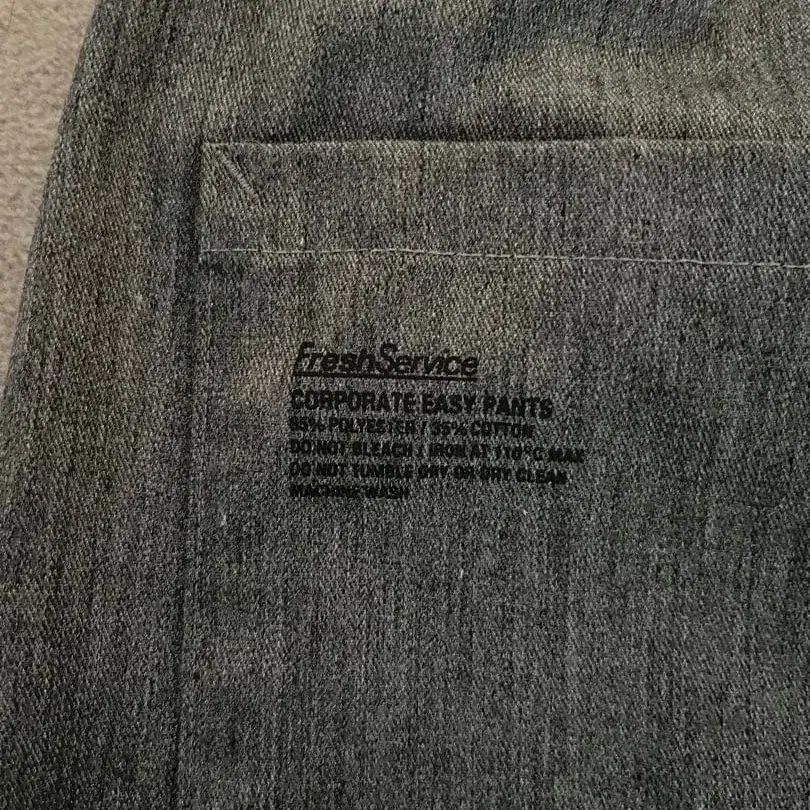 FreshService
CORPORATE EASY PANTS
65% POLYESTER / 35% COTTON
DO NOT BLEACH / IRON AT 110°C MAX
DO NOT TUMBLE DRY OR DRY CLEAN
MACHINE WASH